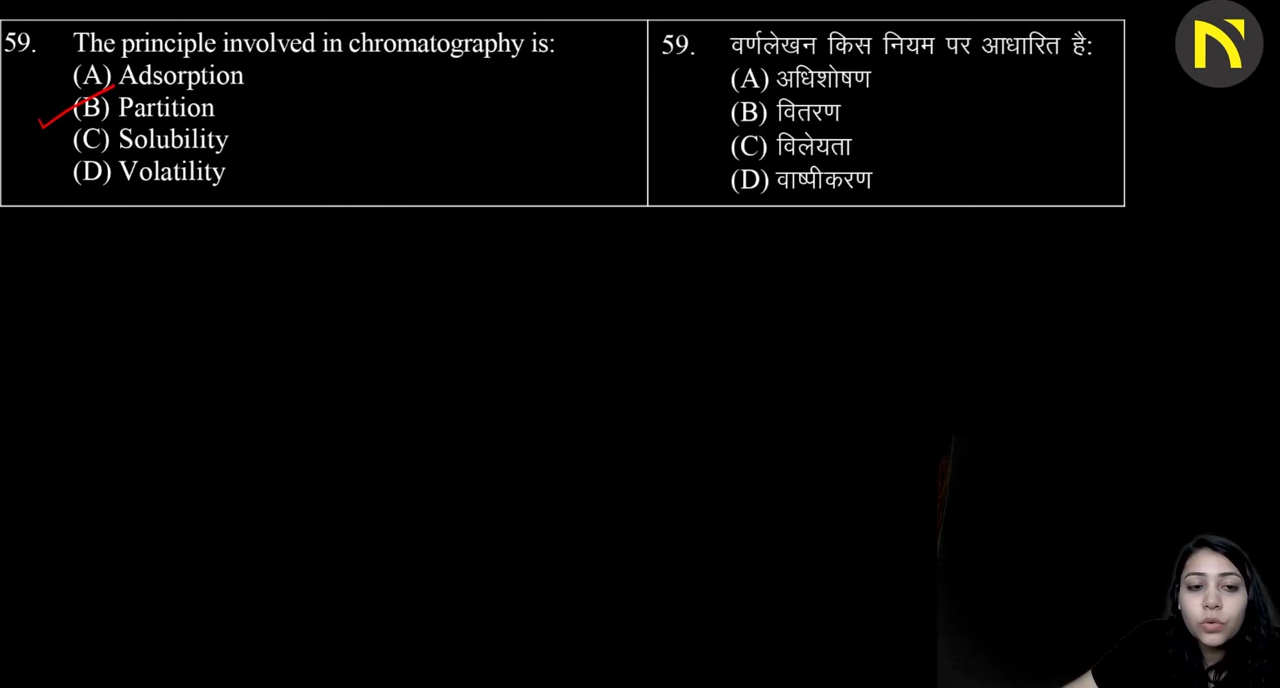 59. The principle involved in chromatography is:
(A) Adsorption
(B) Partition
(C) Solubility
(D) Volatility
59. वर्णलेखन किस नियम पर आधारित है:
(A) अधिशोषण
(B) वितरण
(C) विलेयता
(D) वाष्पीकरण